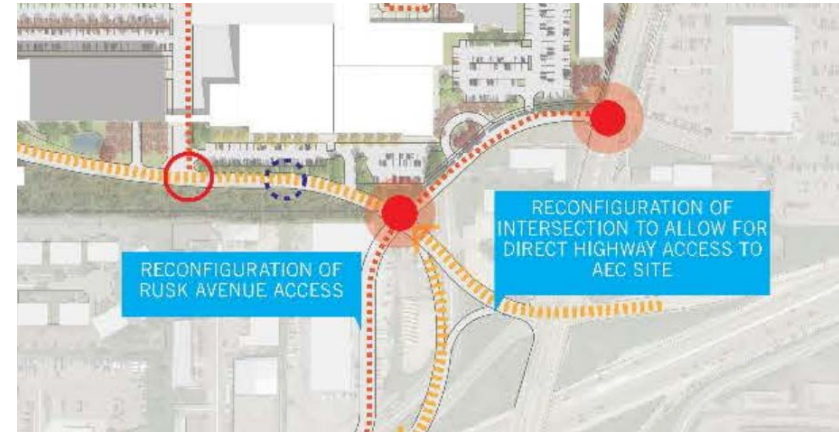 RECONFIGURATION OF
INTERSECTION TO ALLOW FOR
DIRECT HIGHWAY ACCESS TO
AEC SITE
RECONFIGURATION OF
RUSK AVENUE ACCESS